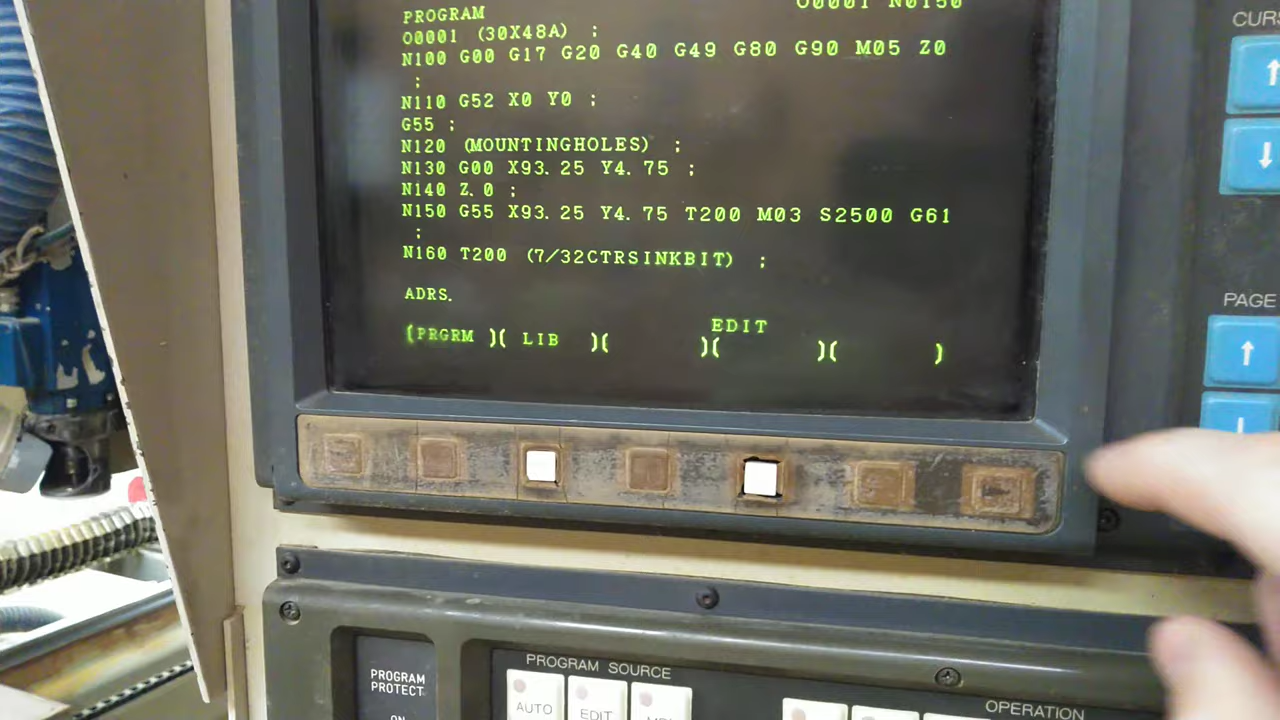 PROGRAM O0001 N0150
O0001 (30X48A) ;
N100 G00 G17 G20 G40 G49 G80 G90 M05 Z0
;
N110 G52 X0 Y0 ;
G55 ;
N120 (MOUNTINGHOLES) ;
N130 G00 X93.25 Y4.75 ;
N140 Z.0 ;
N150 G55 X93.25 Y4.75 T200 M03 S2500 G61
;
N160 T200 (7/32CTRSINKBIT) ;
ADRS.
EDIT
[PRGRM ][ LIB ][ ][ ][ ]
PAGE
↑
↓
PROGRAM SOURCE
PROGRAM
PROTECT
AUTO EDIT
OPERATION